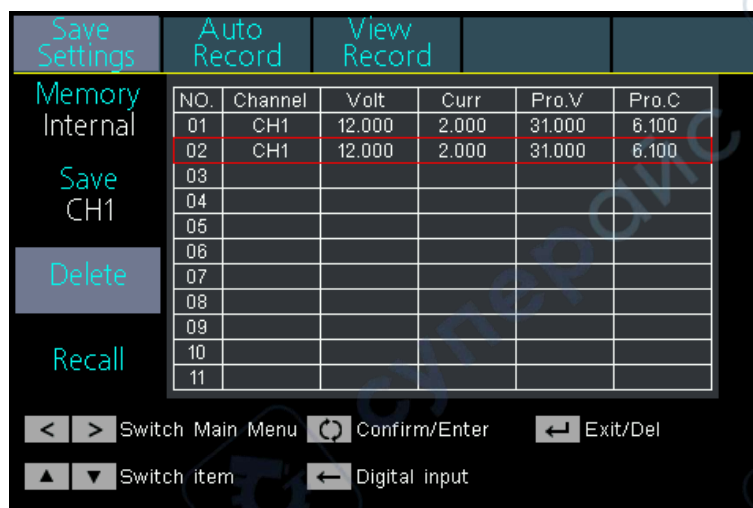 Save Settings Auto Record View Record
Memory
Internal
Save
CH1
Delete
Recall
NO. Channel Volt Curr Pro.V Pro.C
01 CH1 12.000 2.000 31.000 6.100
02 CH1 12.000 2.000 31.000 6.100
03
04
05
06
07
08
09
10
11
< > Switch Main Menu Confirm/Enter Exit/Del
▲ ▼ Switch item ← Digital input
суперайс